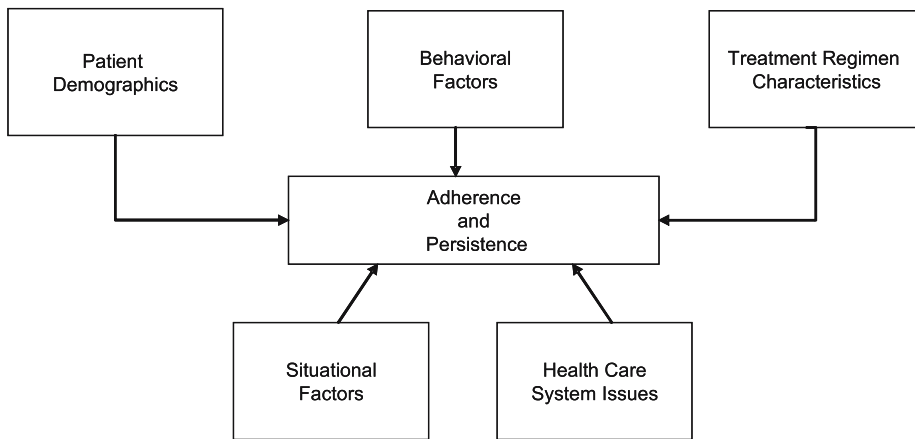 Patient
Demographics
Behavioral
Factors
Treatment Regimen
Characteristics
Adherence
and
Persistence
Situational
Factors
Health Care
System Issues